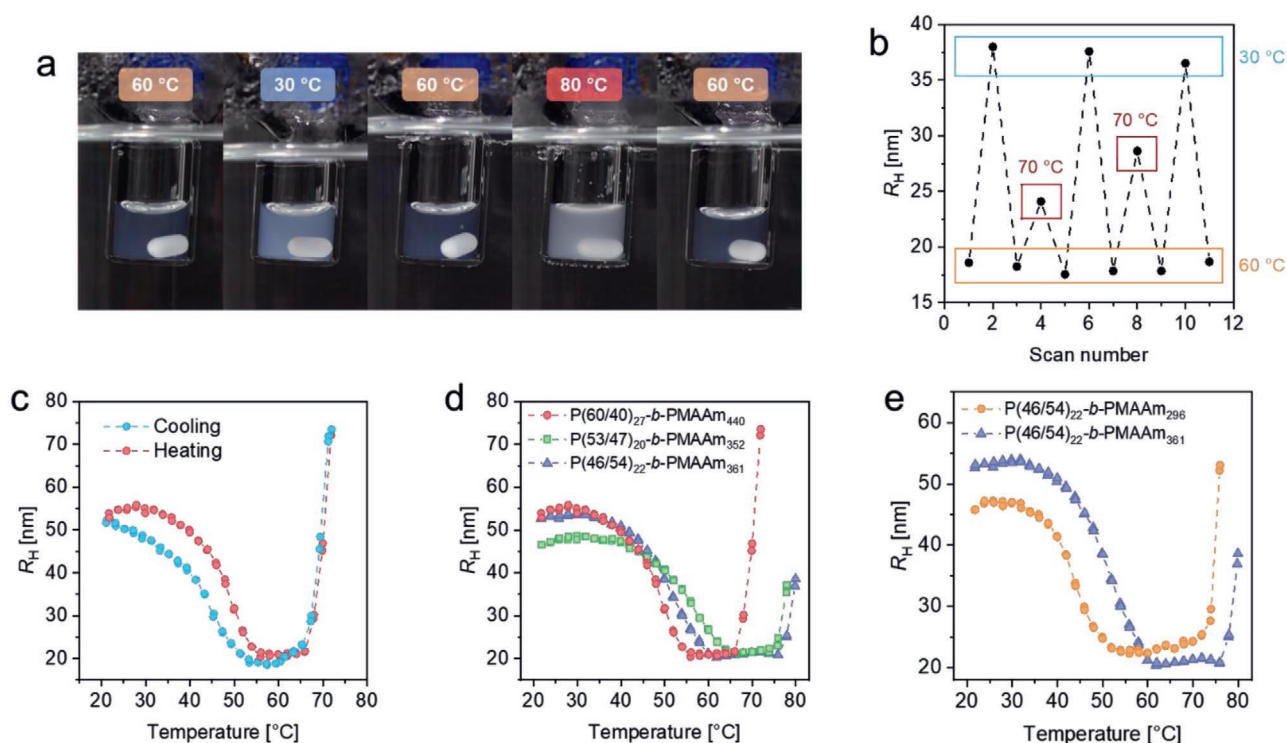 a
60 °C
30 °C
60 °C
80 °C
60 °C
b
R_H [nm]
40
35
30
25
20
15
70 °C
70 °C
30 °C
60 °C
0 2 4 6 8 10 12
Scan number
c
Cooling
Heating
R_H [nm]
80
70
60
50
40
30
20
20 30 40 50 60 70 80
Temperature [°C]
d
P(60/40)₂₇-b-PMAAm₄₄₀
P(53/47)₂₀-b-PMAAm₃₅₂
P(46/54)₂₂-b-PMAAm₃₆₁
R_H [nm]
80
70
60
50
40
30
20
20 30 40 50 60 70 80
Temperature [°C]
e
P(46/54)₂₂-b-PMAAm₂₉₆
P(46/54)₂₂-b-PMAAm₃₆₁
R_H [nm]
60
50
40
30
20
20 30 40 50 60 70 80
Temperature [°C]